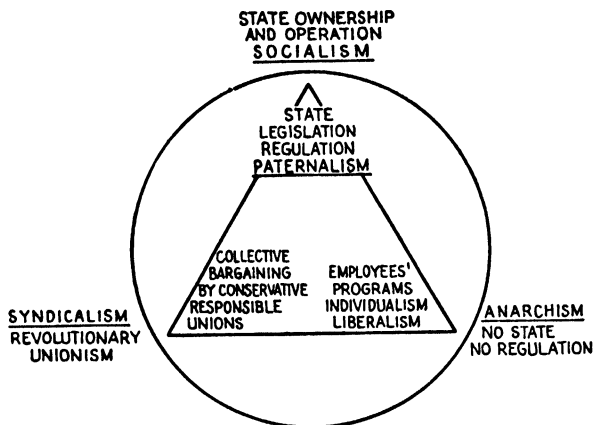 STATE OWNERSHIP
AND OPERATION
SOCIALISM
STATE
LEGISLATION
REGULATION
PATERNALISM
COLLECTIVE
BARGAINING
BY CONSERVATIVE
RESPONSIBLE
UNIONS
EMPLOYEES'
PROGRAMS
INDIVIDUALISM
LIBERALISM
SYNDICALISM
REVOLUTIONARY
UNIONISM
ANARCHISM
NO STATE
NO REGULATION